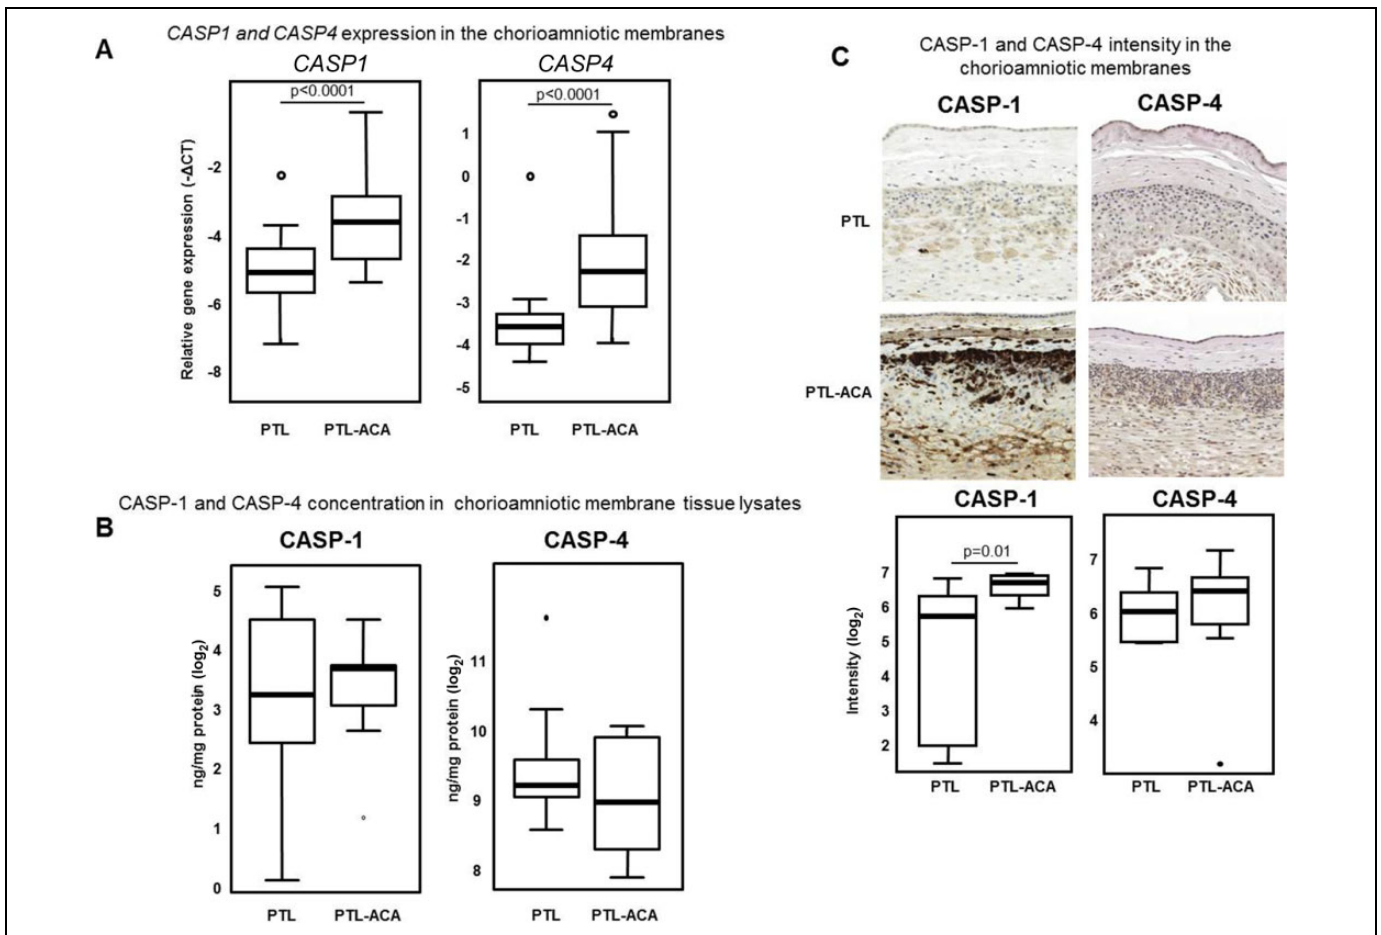 A
CASP1 and CASP4 expression in the chorioamniotic membranes
CASP1
CASP4
p<0.0001
p<0.0001
Relative gene expression (-ΔCT)
-2
-4
-6
-8
1
0
-1
-2
-3
-4
-5
PTL
PTL-ACA
PTL
PTL-ACA
B
CASP-1 and CASP-4 concentration in chorioamniotic membrane tissue lysates
CASP-1
CASP-4
ng/mg protein (log2)
5
4
3
2
1
0
ng/mg protein (log2)
11
10
9
8
PTL
PTL-ACA
PTL
PTL-ACA
C
CASP-1 and CASP-4 intensity in the
chorioamniotic membranes
CASP-1
CASP-4
PTL
PTL-ACA
CASP-1
CASP-4
p=0.01
Intensity (log2)
7
6
5
4
3
2
7
6
5
4
PTL
PTL-ACA
PTL
PTL-ACA